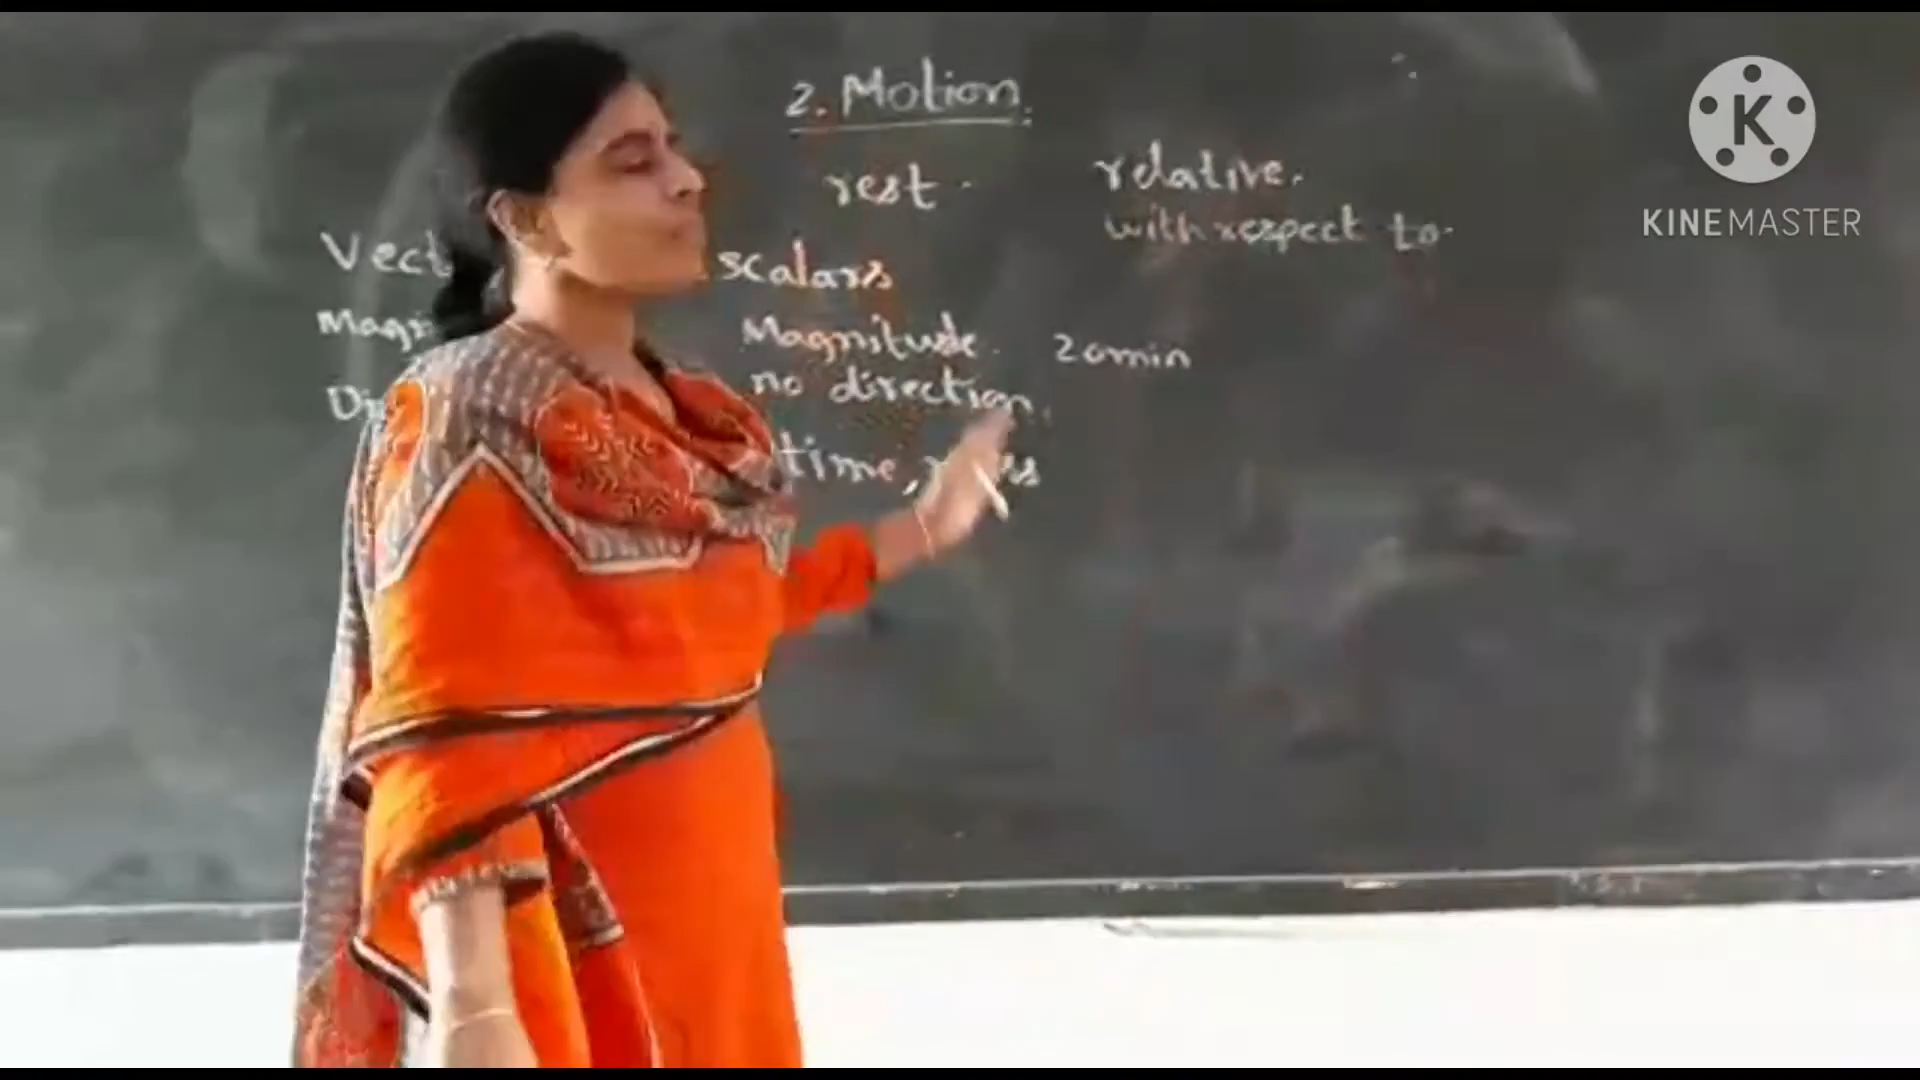 2. Motion.
rest.
relative.
with respect to.
scalars
Magnitude. 20min
no direction.
time,
K
KINEMASTER